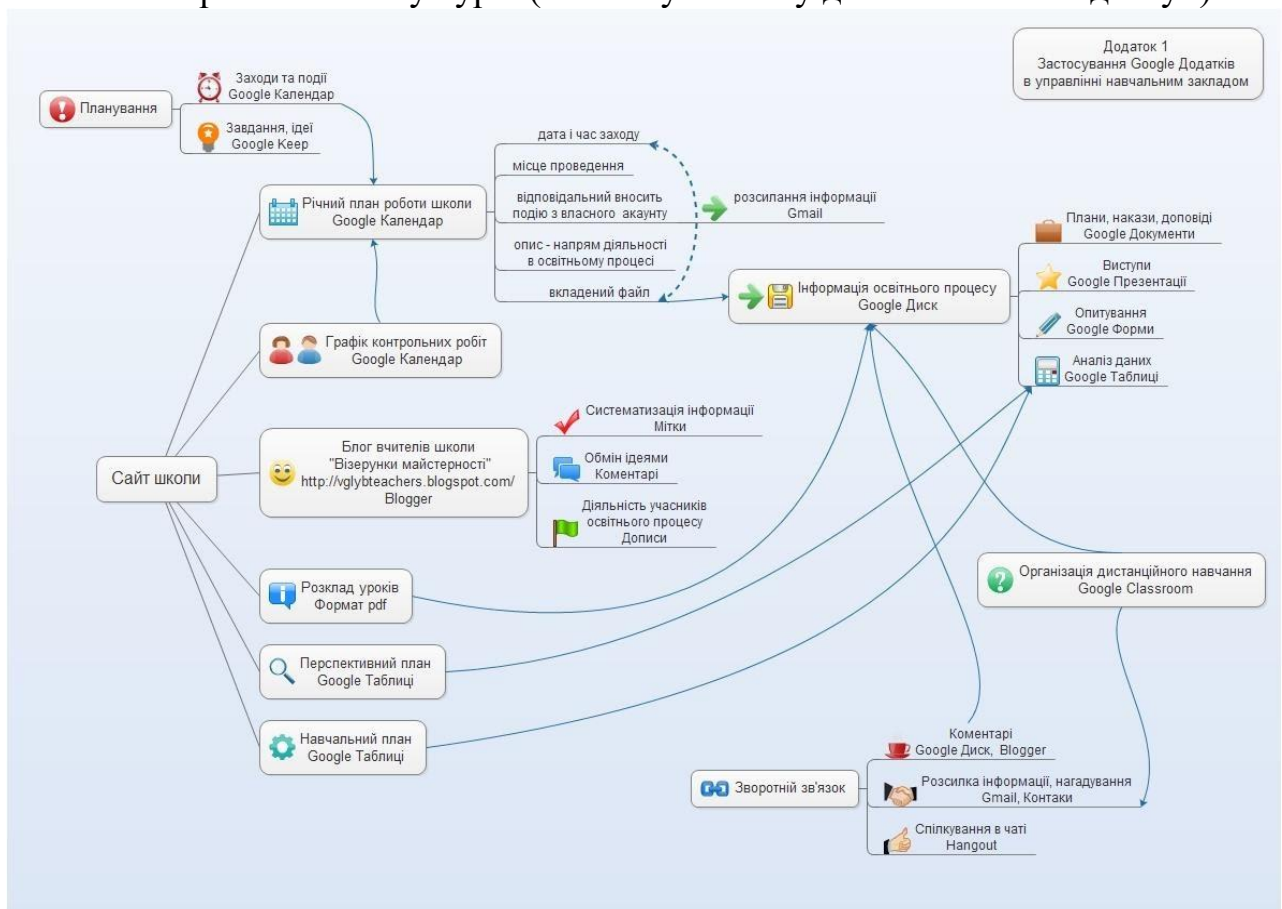 Додаток 1
Застосування Google Додатків
в управлінні навчальним закладом
Планування
Заходи та події
Google Календар
Завдання, ідеї
Google Keep
Річний план роботи школи
Google Календар
дата і час заходу
місце проведення
відповідальний вносить
подію з власного акаунту
опис - напрям діяльності
в освітньому процесі
вкладений файл
розсилання інформації
Gmail
Інформація освітнього процесу
Google Диск
Плани, накази, доповіді
Google Документи
Виступи
Google Презентації
Опитування
Google Форми
Аналіз даних
Google Таблиці
Графік контрольних робіт
Google Календар
Сайт школи
Блог вчителів школи
"Візерунки майстерності"
http://vglybteachers.blogspot.com/
Blogger
Систематизація інформації
Мітки
Обмін ідеями
Коментарі
Діяльність учасників
освітнього процесу
Дописи
Розклад уроків
Формат pdf
Перспективний план
Google Таблиці
Навчальний план
Google Таблиці
Організація дистанційного навчання
Google Classroom
Зворотній зв'язок
Коментарі
Google Диск, Blogger
Розсилка інформації, нагадування
Gmail, Контаки
Спілкування в чаті
Hangout